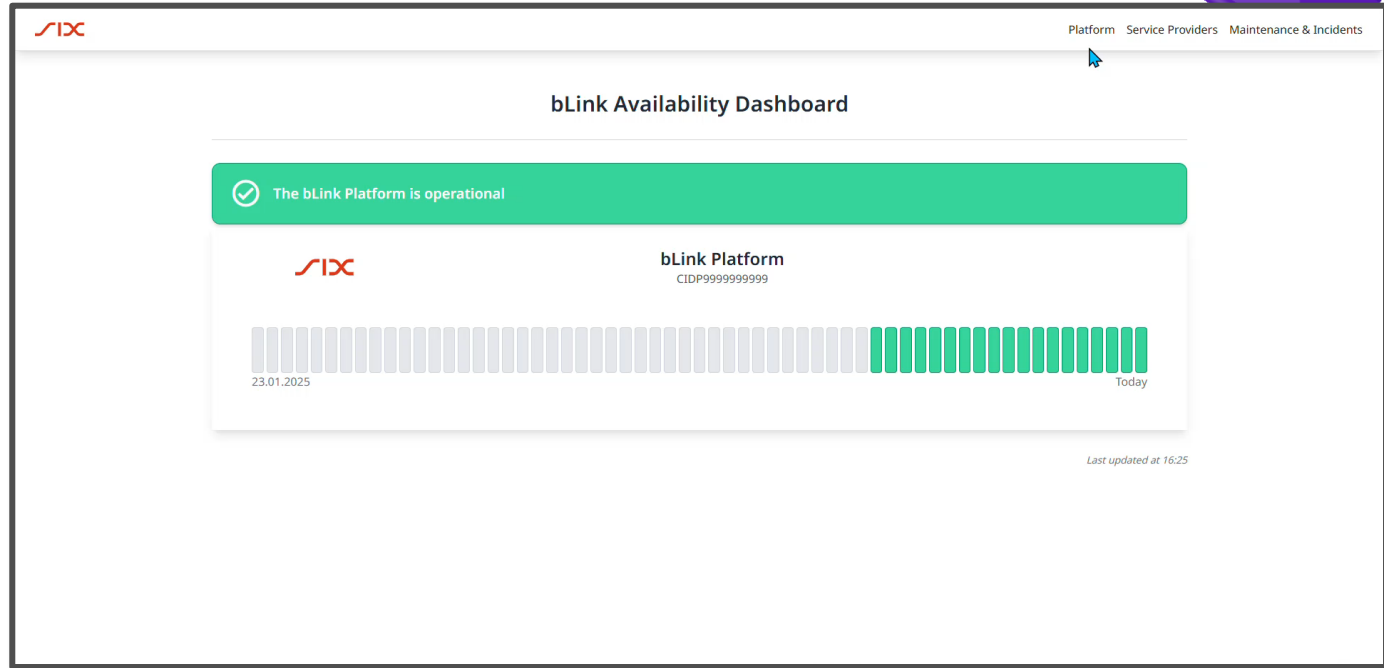 SIX
Platform Service Providers Maintenance & Incidents
bLink Availability Dashboard
The bLink Platform is operational
SIX
bLink Platform
CIDP9999999999
23.01.2025
Today
Last updated at 16:25